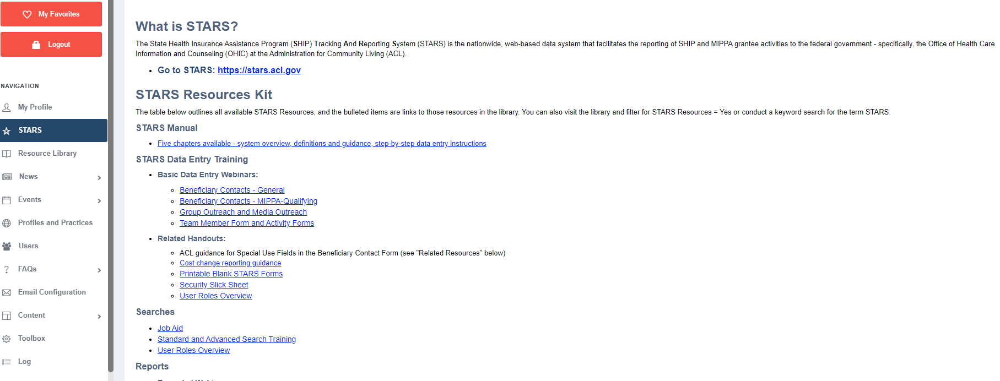 My Favorites
Logout
NAVIGATION
My Profile
STARS
Resource Library
News
Events
Profiles and Practices
Users
FAQs
Email Configuration
Content
Toolbox
Log
What is STARS?
The State Health Insurance Assistance Program (SHIP) Tracking And Reporting System (STARS) is the nationwide, web-based data system that facilitates the reporting of SHIP and MIPPA grantee activities to the federal government - specifically, the Office of Health Care
Information and Counseling (OHIC) at the Administration for Community Living (ACL).
Go to STARS: https://stars.acl.gov
STARS Resources Kit
The table below outlines all available STARS Resources, and the bulleted items are links to those resources in the library. You can also visit the library and filter for STARS Resources = Yes or conduct a keyword search for the term STARS.
STARS Manual
Five chapters available - system overview, definitions and guidance, step-by-step data entry instructions
STARS Data Entry Training
Basic Data Entry Webinars:
Beneficiary Contacts - General
Beneficiary Contacts - MIPPA-Qualifying
Group Outreach and Media Outreach
Team Member Form and Activity Forms
Related Handouts:
ACL guidance for Special Use Fields in the Beneficiary Contact Form (see "Related Resources" below)
Cost change reporting guidance
Printable Blank STARS Forms
Security Slick Sheet
User Roles Overview
Searches
Job Aid
Standard and Advanced Search Training
User Roles Overview
Reports